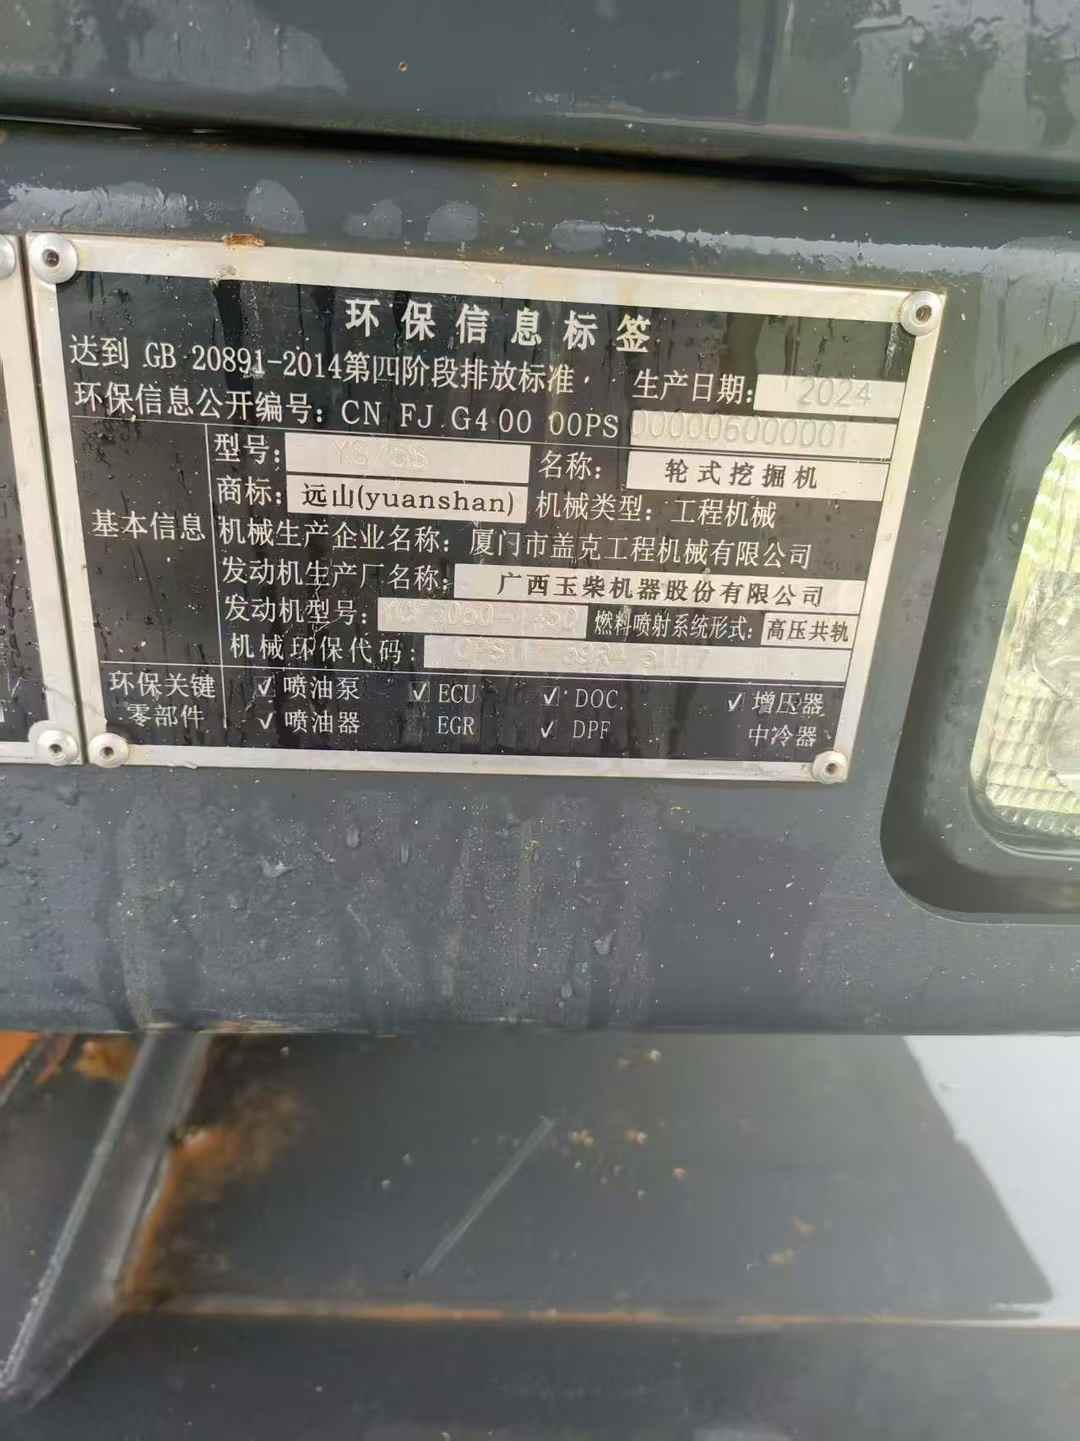 环保信息标签
达到 GB 20891-2014第四阶段排放标准 生产日期: 2024
环保信息公开编号: CN FJ G4 00 00PS 000006000001
基本信息
型号: 名称: 轮式挖掘机
商标: 远山(yuanshan) 机械类型: 工程机械
机械生产企业名称: 厦门市盖克工程机械有限公司
发动机生产厂名称: 广西玉柴机器股份有限公司
发动机型号: 燃料喷射系统形式: 高压共轨
机械环保代码:
环保关键零部件
√ 喷油泵 √ ECU √ DOC √ 增压器
√ 喷油器 EGR √ DPF 中冷器